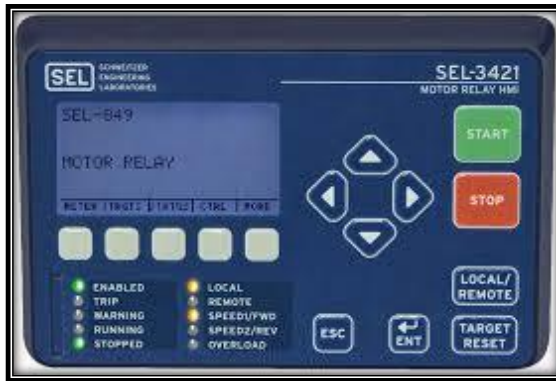 SEL
SCHWEITZER
ENGINEERING
LABORATORIES
SEL-3421
MOTOR RELAY HMI
SEL-849
MOTOR RELAY
METER TRGTS STATUS CTRL MORE
START
STOP
ENABLED
TRIP
WARNING
RUNNING
STOPPED
LOCAL
REMOTE
SPEED1/FWD
SPEED2/REV
OVERLOAD
ESC
ENT
LOCAL/
REMOTE
TARGET
RESET